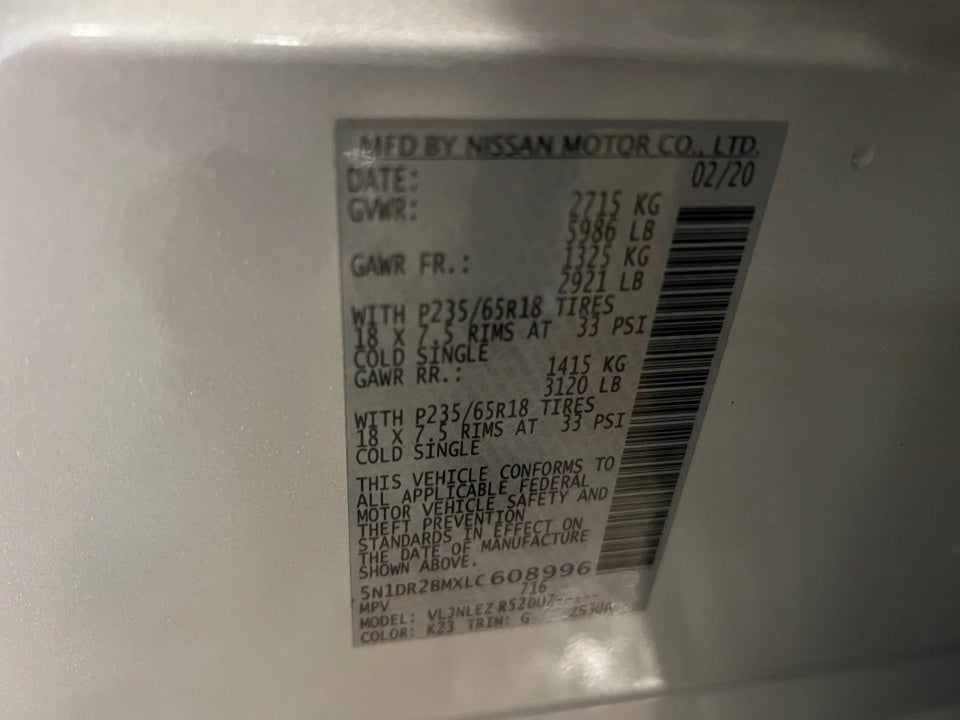 MFD BY NISSAN MOTOR CO., LTD.
DATE: 02/20
GVWR: 2715 KG
5986 LB
GAWR FR.: 1325 KG
2921 LB
WITH P235/65R18 TIRES
18 X 7.5 RIMS AT 33 PSI
COLD SINGLE
GAWR RR.: 1415 KG
3120 LB
WITH P235/65R18 TIRES
18 X 7.5 RIMS AT 33 PSI
COLD SINGLE
THIS VEHICLE CONFORMS TO
ALL APPLICABLE FEDERAL
MOTOR VEHICLE SAFETY AND
THEFT PREVENTION
STANDARDS IN EFFECT ON
THE DATE OF MANUFACTURE
SHOWN ABOVE.
5N1DR2BMXLC608996
MPV 716
MODEL: VLJNLEZ
COLOR: K23 TRIM: G 2S30A